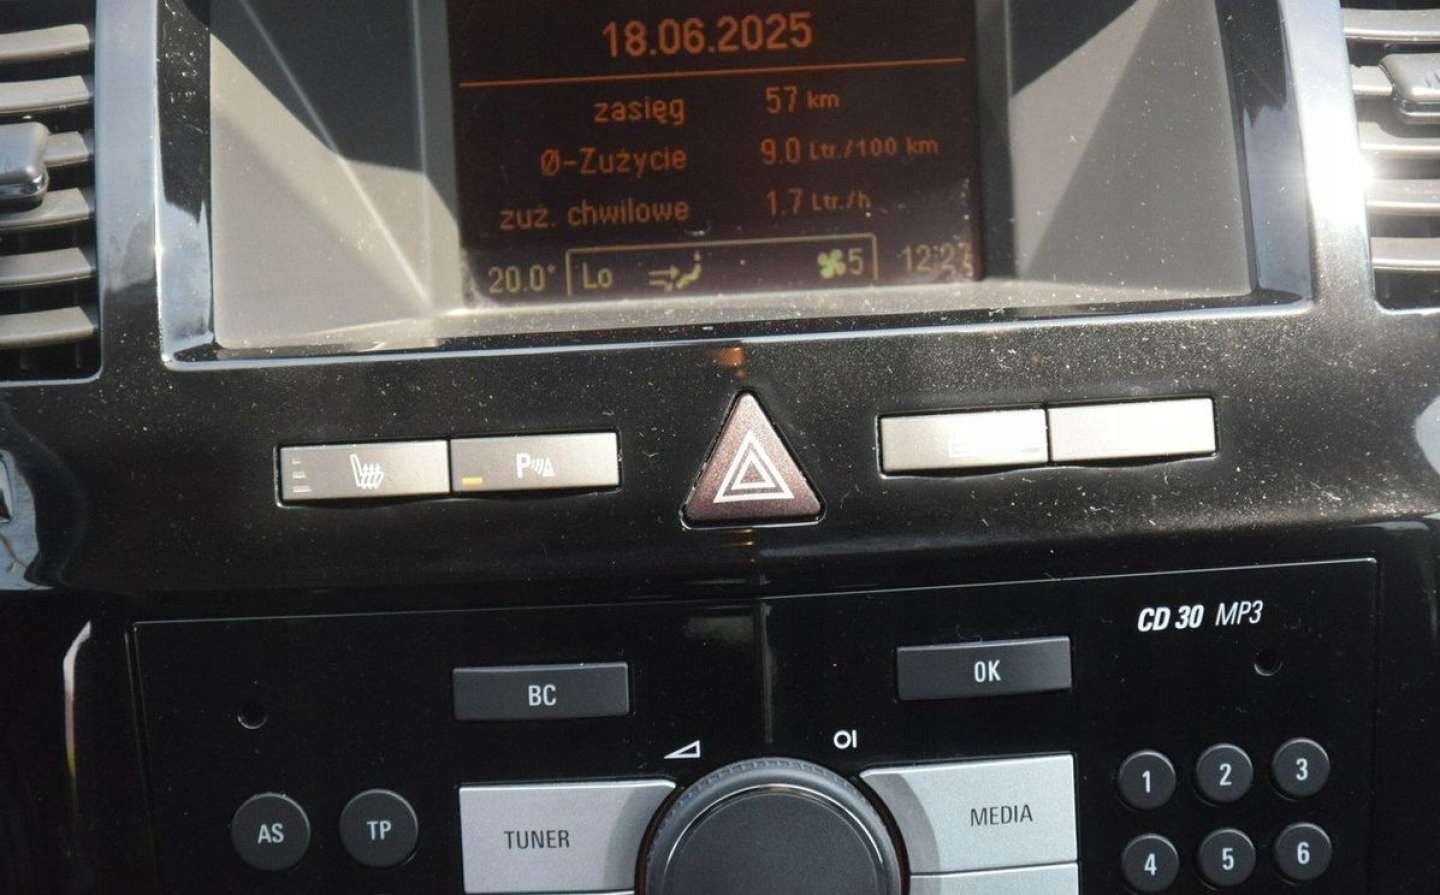 18.06.2025
zasięg 57 km
Ø-Zużycie 9.0 Ltr./100 km
zuż. chwilowe 1.7 Ltr./h
20.0° Lo 5 12:27
P
CD 30 MP3
BC OK
AS TP TUNER MEDIA
1 2 3
4 5 6